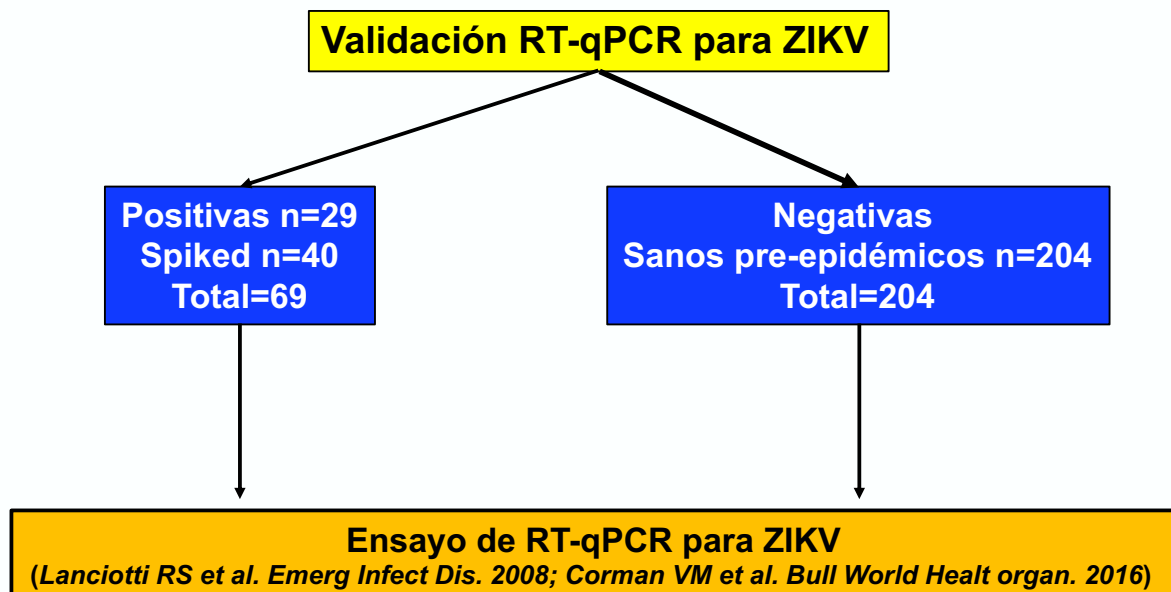 Validación RT-qPCR para ZIKV
Positivas n=29
Spiked n=40
Total=69
Negativas
Sanos pre-epidémicos n=204
Total=204
Ensayo de RT-qPCR para ZIKV
(Lanciotti RS et al. Emerg Infect Dis. 2008; Corman VM et al. Bull World Healt organ. 2016)